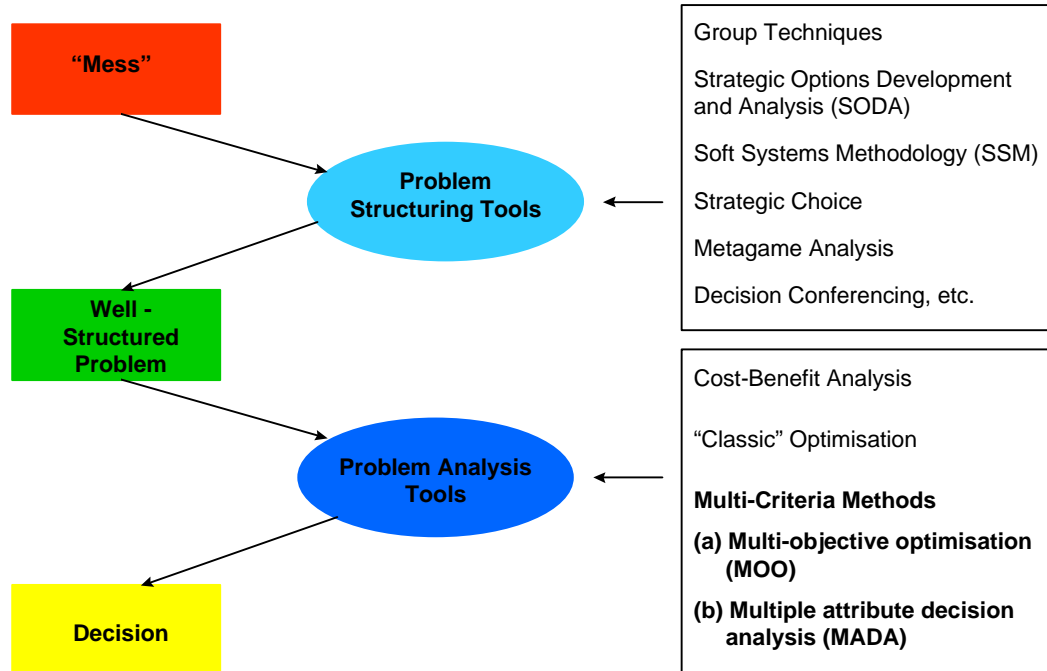 “Mess”
Problem
Structuring Tools
Well -
Structured
Problem
Problem Analysis
Tools
Decision
Group Techniques
Strategic Options Development
and Analysis (SODA)
Soft Systems Methodology (SSM)
Strategic Choice
Metagame Analysis
Decision Conferencing, etc.
Cost-Benefit Analysis
“Classic” Optimisation
Multi-Criteria Methods
(a) Multi-objective optimisation
(MOO)
(b) Multiple attribute decision
analysis (MADA)